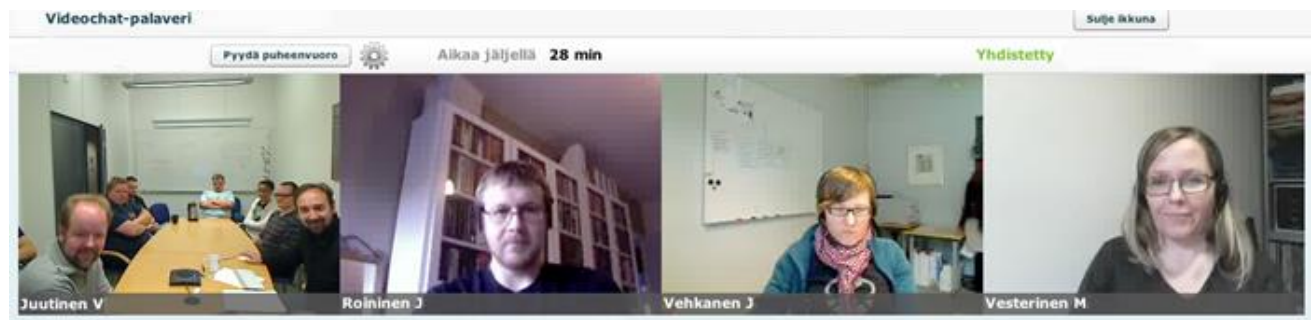 Videochat-palaveri
Sulje ikkuna
Pyydä puheenvuoro
Aikaa jäljellä 28 min
Yhdistetty
Juutinen V
Roininen J
Vehkanen J
Vesterinen M